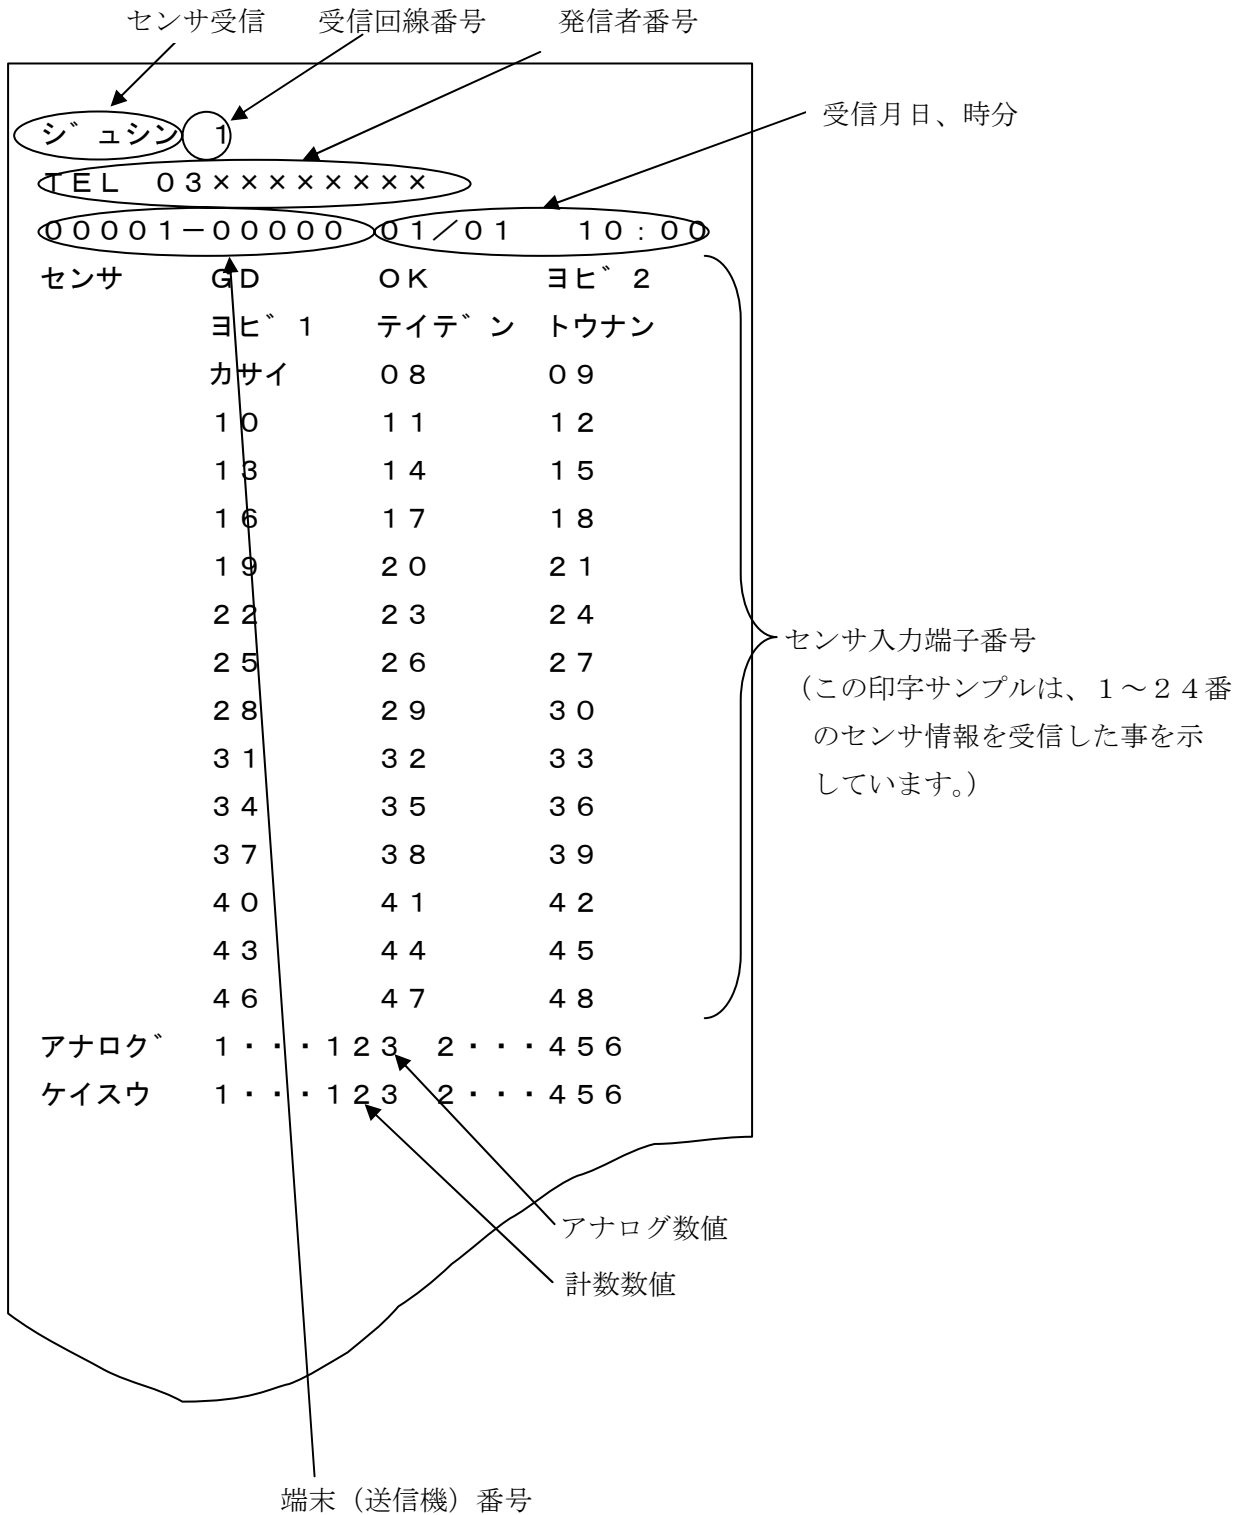 センサ受信　　受信回線番号　　発信者番号
受信月日、時分
シ゛ュシン　１
ＴＥＬ　０３××××××××
００００１－０００００　０１／０１　　１０：００
センサ　　ＧＤ　　ＯＫ　　ヨヒ゛２
ヨヒ゛１　　テイテ゛ン　　トウナン
カサイ　　０８　　０９
１０　　１１　　１２
１３　　１４　　１５
１６　　１７　　１８
１９　　２０　　２１
２２　　２３　　２４
２５　　２６　　２７
２８　　２９　　３０
３１　　３２　　３３
３４　　３５　　３６
３７　　３８　　３９
４０　　４１　　４２
４３　　４４　　４５
４６　　４７　　４８
センサ入力端子番号
（この印字サンプルは、１～２４番
のセンサ情報を受信した事を示
しています。）
アナロク゛　１・・・１２３　２・・・４５６
ケイスウ　１・・・１２３　２・・・４５６
アナログ数値
計数数値
端末（送信機）番号